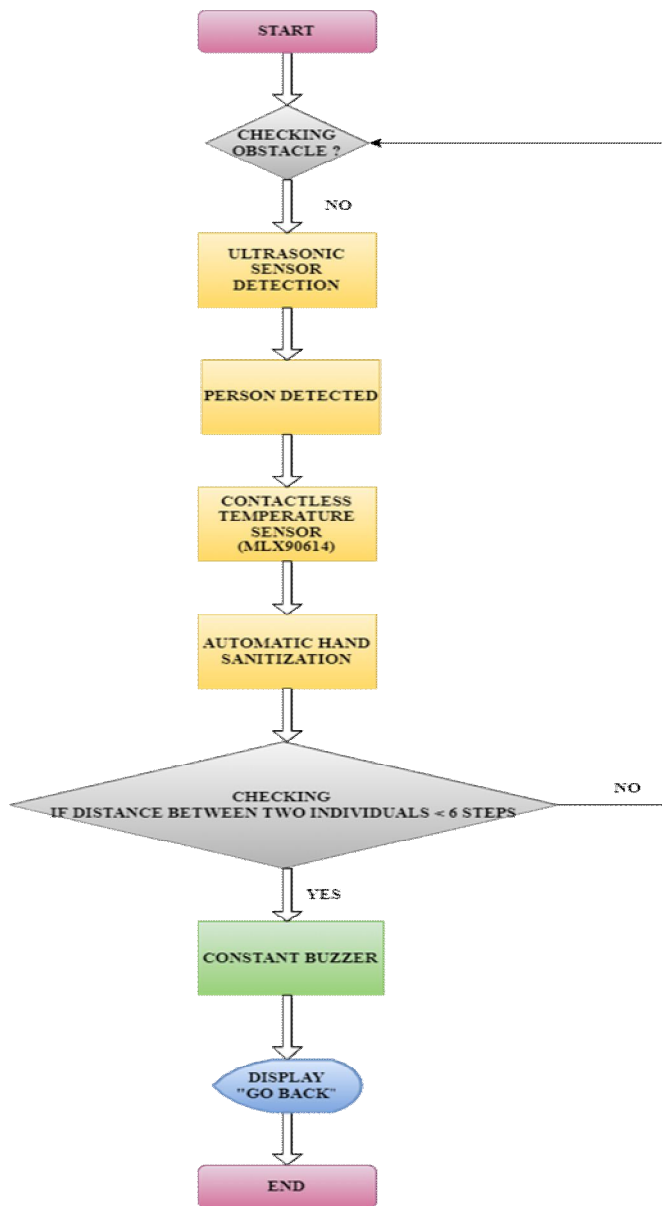 START
CHECKING
OBSTACLE ?
NO
ULTRASONIC
SENSOR
DETECTION
PERSON DETECTED
CONTACTLESS
TEMPERATURE
SENSOR
(MLX90614)
AUTOMATIC HAND
SANITIZATION
CHECKING
IF DISTANCE BETWEEN TWO INDIVIDUALS < 6 STEPS
NO
YES
CONSTANT BUZZER
DISPLAY
"GO BACK"
END